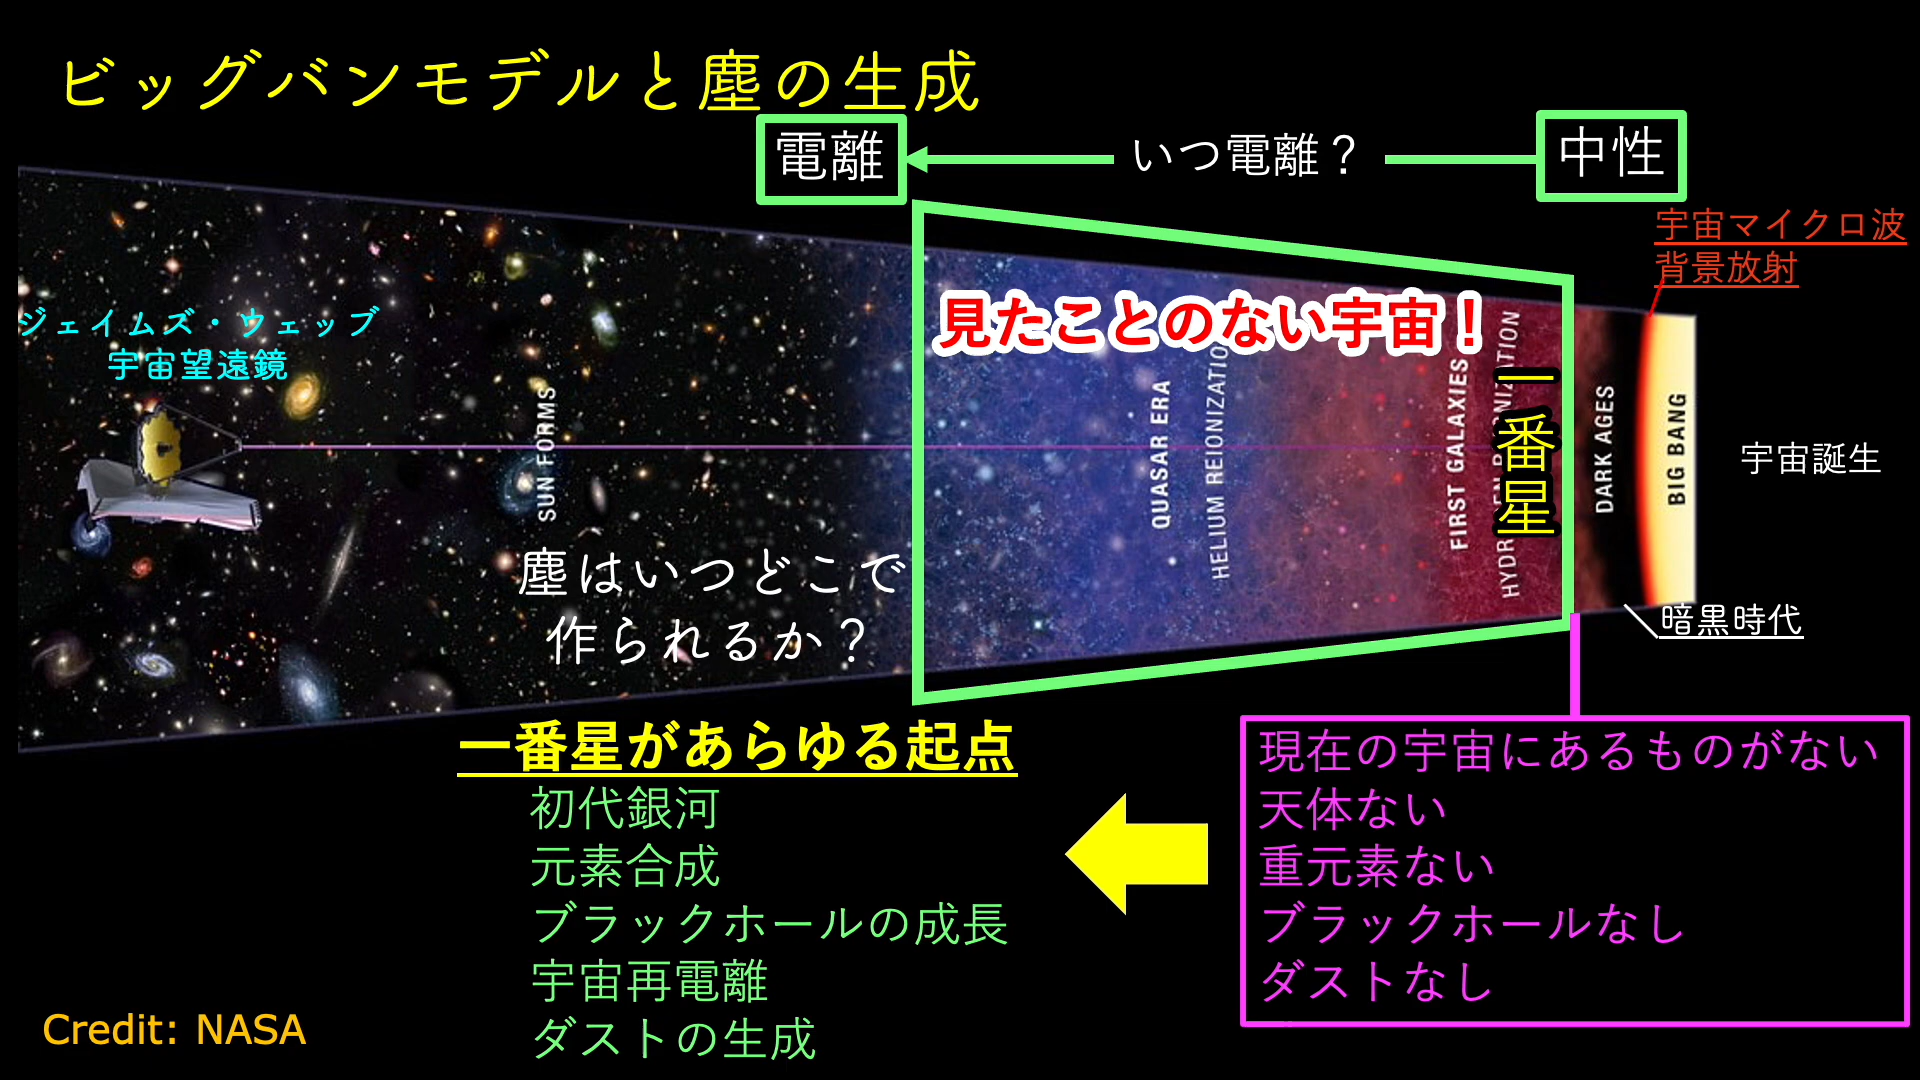 ビッグバンモデルと塵の生成
電離
いつ電離？
中性
宇宙マイクロ波
背景放射
見たことのない宇宙！
ジェイムズ・ウェッブ
宇宙望遠鏡
SUN FORMS
QUASAR ERA
HELIUM REIONIZATION
FIRST GALAXIES
一番星
DARK AGES
BIG BANG
宇宙誕生
塵はいつどこで
作られるか？
暗黒時代
一番星があらゆる起点
初代銀河
元素合成
ブラックホールの成長
宇宙再電離
ダストの生成
現在の宇宙にあるものがない
天体ない
重元素ない
ブラックホールなし
ダストなし
Credit: NASA